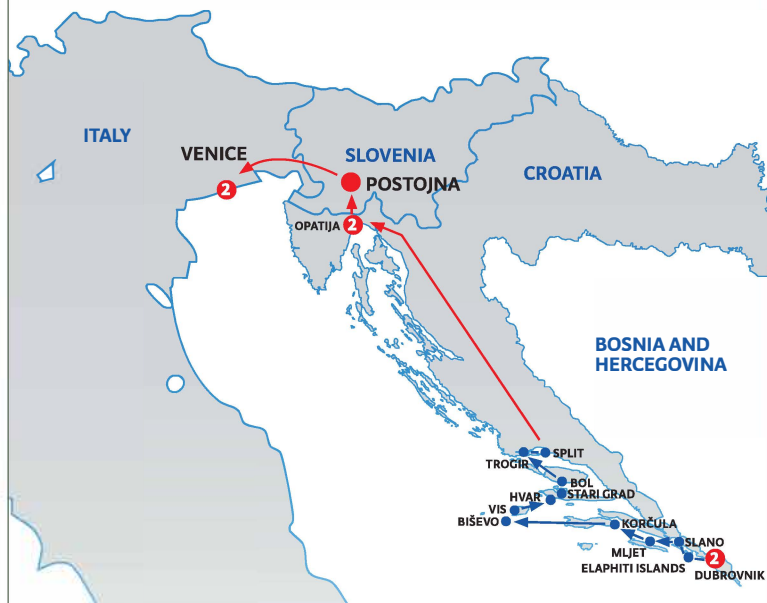 ITALY
VENICE
SLOVENIA
CROATIA
2
POSTOJNA
OPATIJA
2
BOSNIA AND
HERCEGOVINA
SPLIT
TROGIR
BOL
STARI GRAD
HVAR
VIS
BIŠEVO
KORČULA
SLANO
MLJET
2
ELAPHITI ISLANDS
DUBROVNIK